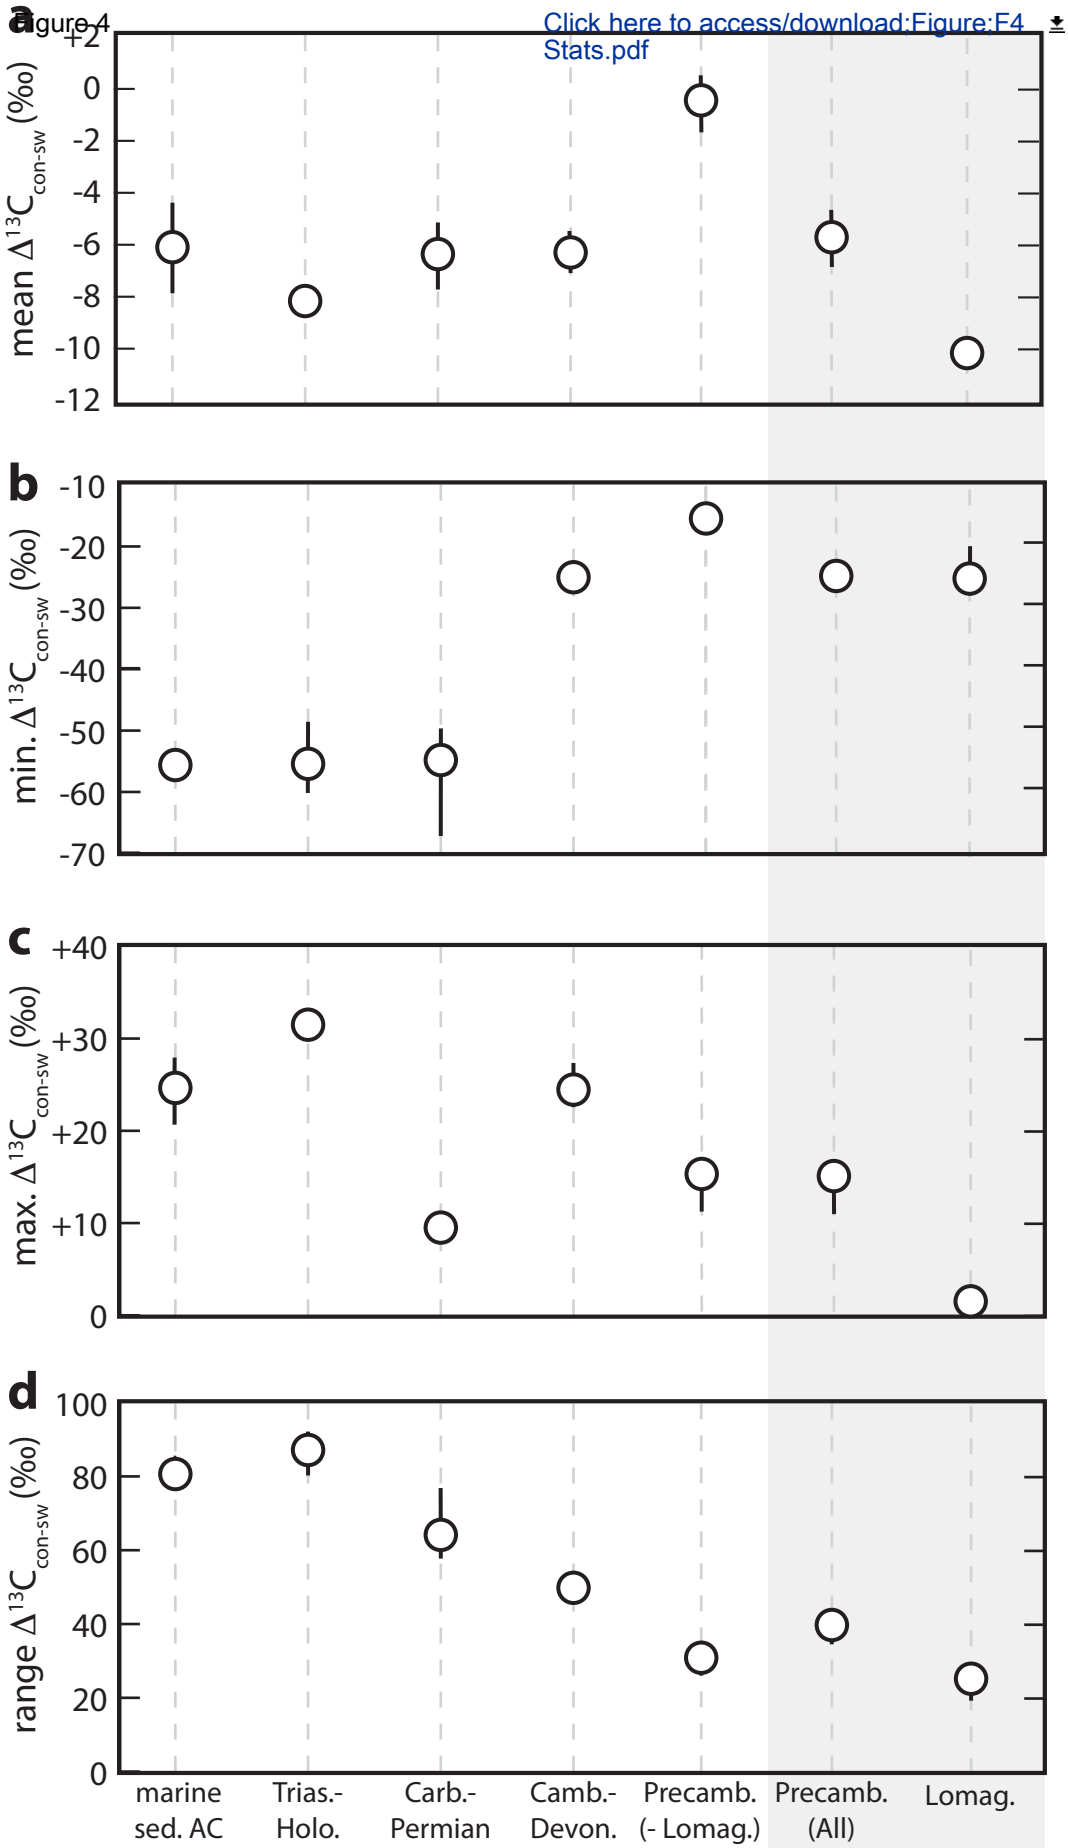 a
Figure 4
Click here to access/download;Figure;F4
Stats.pdf
mean Δ13Ccon-sw (‰)
+2
0
-2
-4
-6
-8
-10
-12
b
min. Δ13Ccon-sw (‰)
-10
-20
-30
-40
-50
-60
-70
c
max. Δ13Ccon-sw (‰)
+40
+30
+20
+10
0
d
range Δ13Ccon-sw (‰)
100
80
60
40
20
0
marine
sed. AC
Trias.-
Holo.
Carb.-
Permian
Camb.-
Devon.
Precamb.
(- Lomag.)
Precamb.
(All)
Lomag.